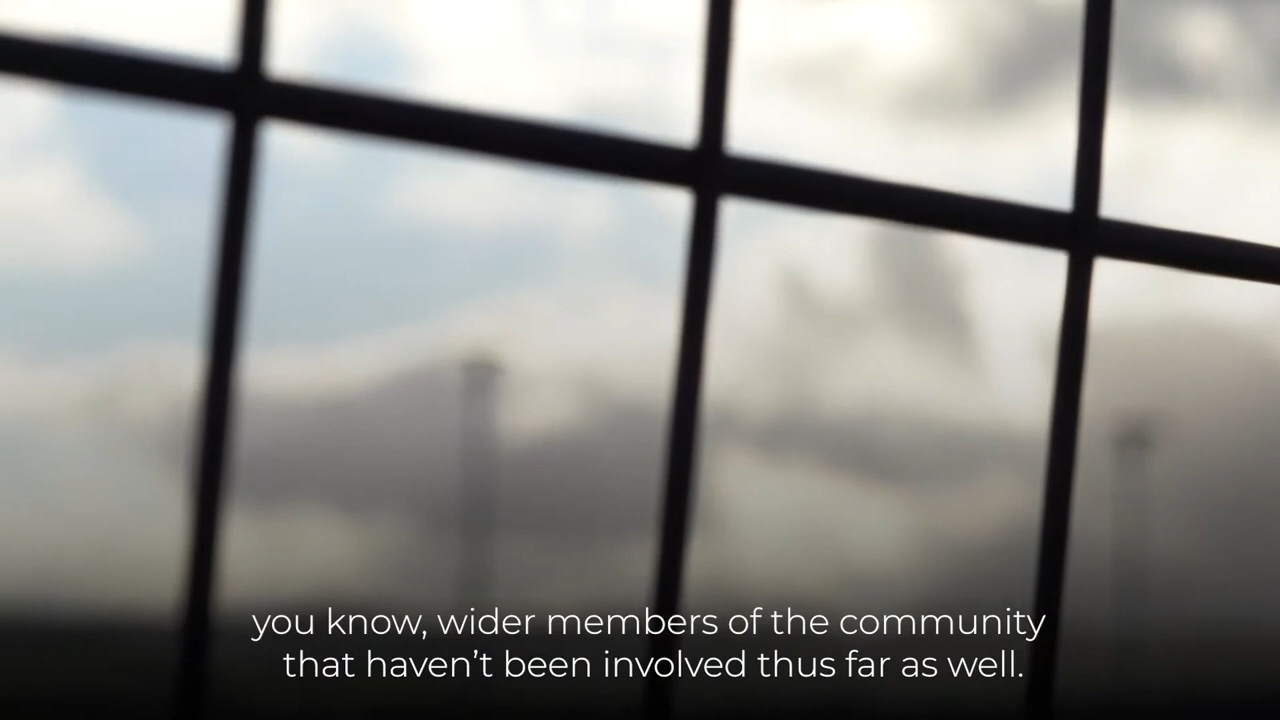 you know, wider members of the community
that haven’t been involved thus far as well.